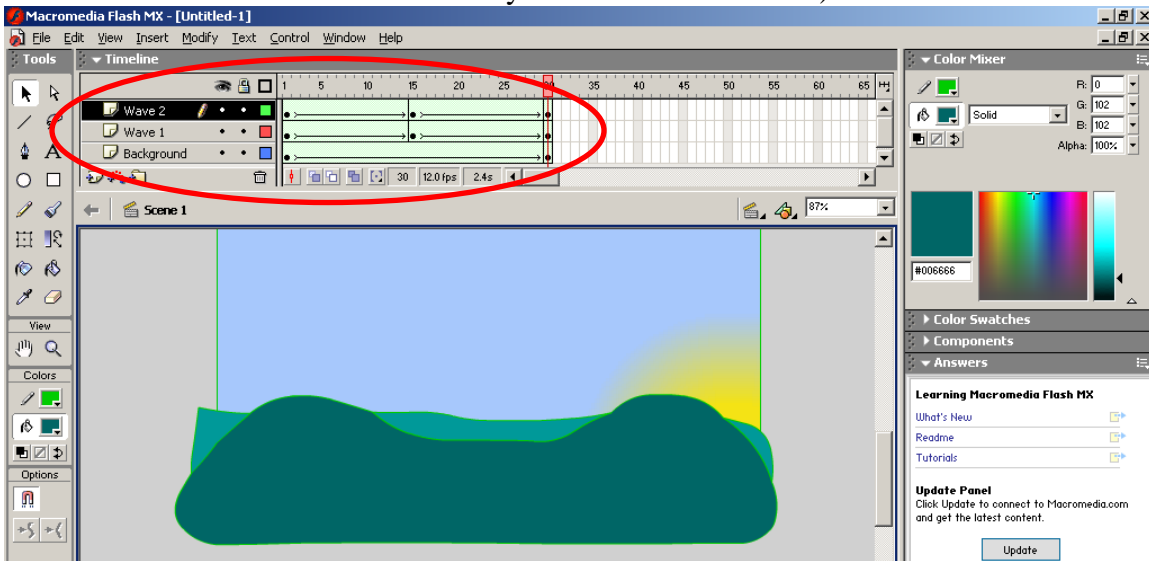 Macromedia Flash MX - [Untitled-1]
File Edit View Insert Modify Text Control Window Help
Tools
Timeline
1 5 10 15 20 25 30 35 40 45 50 55 60 65
Wave 2
Wave 1
Background
30 12.0 fps 2.4s
Scene 1
87%
View
Colors
Options
Color Mixer
R: 0
Solid
G: 102
B: 102
Alpha: 100%
#006666
Color Swatches
Components
Answers
Learning Macromedia Flash MX
What's New
Readme
Tutorials
Update Panel
Click Update to connect to Macromedia.com
and get the latest content.
Update